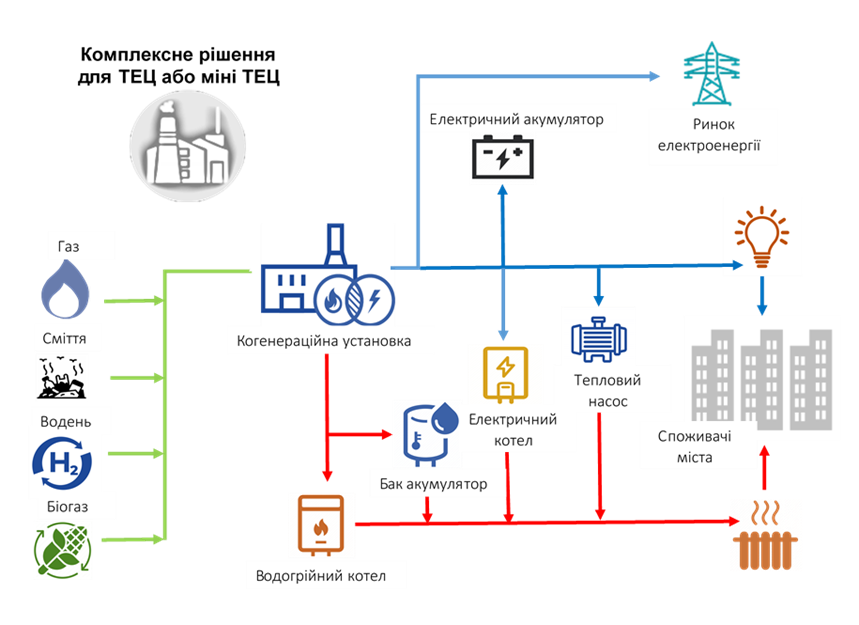 Комплексне рішення
для ТЕЦ або міні ТЕЦ
Електричний акумулятор
Ринок
електроенергії
Газ
Сміття
Водень
H₂
Біогаз
Когенераційна установка
Тепловий
насос
Електричний
котел
Бак акумулятор
Споживачі
міста
Водогрійний котел